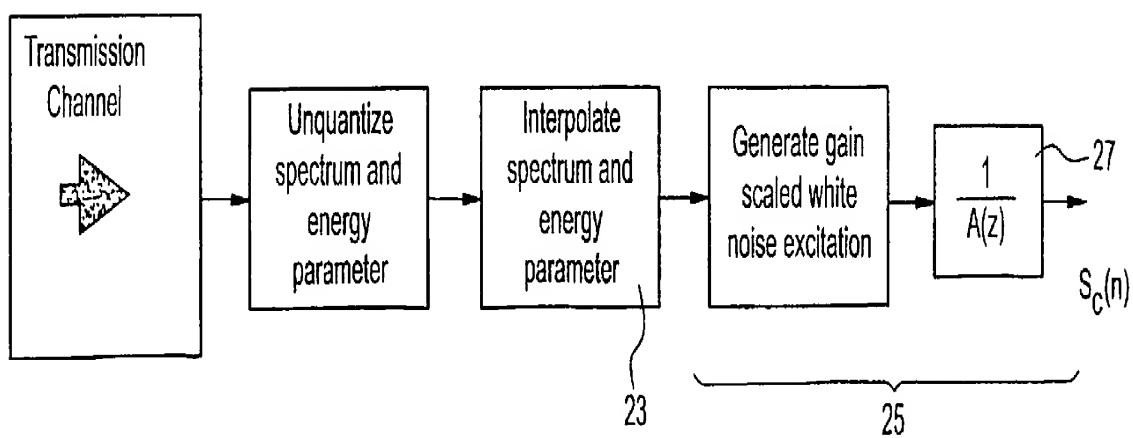 Transmission
Channel
Unquantize
spectrum and
energy
parameter
Interpolate
spectrum and
energy
parameter
Generate gain
scaled white
noise excitation
1
A(z)
27
S_c(n)
23
25